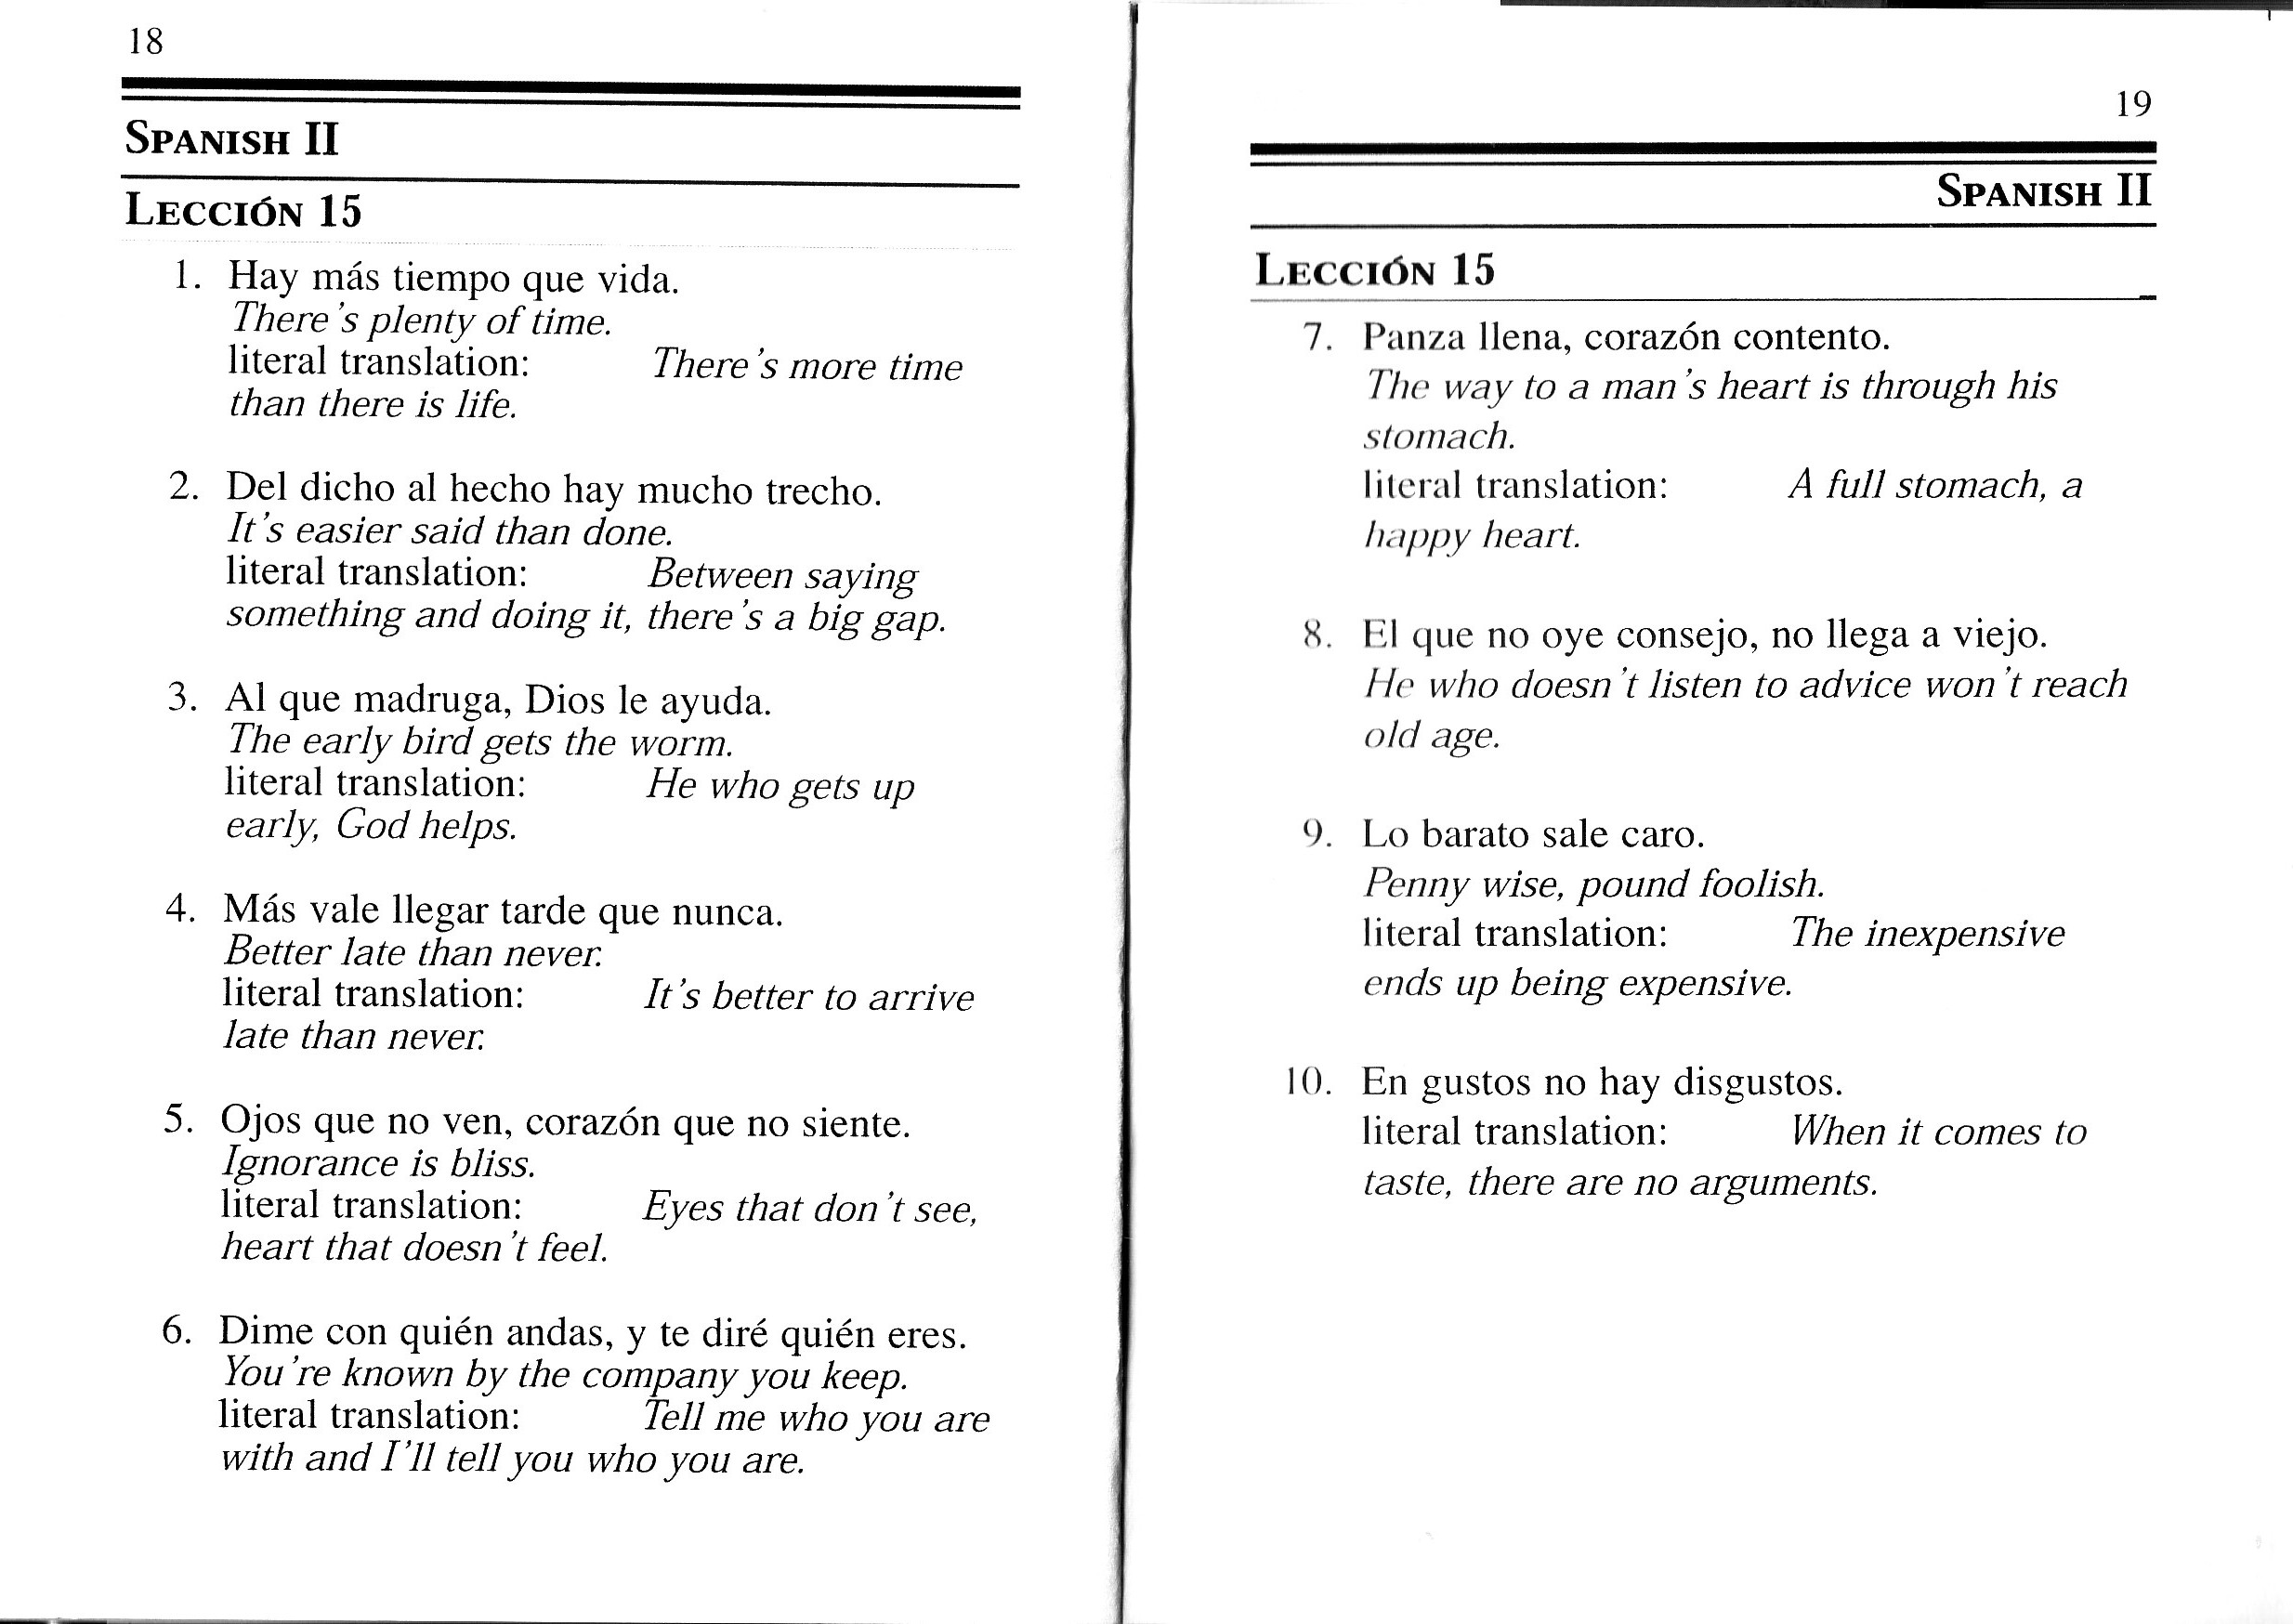 18
SPANISH II
LECCIÓN 15
1. Hay más tiempo que vida.
There's plenty of time.
literal translation: There's more time
than there is life.
2. Del dicho al hecho hay mucho trecho.
It's easier said than done.
literal translation: Between saying
something and doing it, there's a big gap.
3. Al que madruga, Dios le ayuda.
The early bird gets the worm.
literal translation: He who gets up
early, God helps.
4. Más vale llegar tarde que nunca.
Better late than never.
literal translation: It's better to arrive
late than never.
5. Ojos que no ven, corazón que no siente.
Ignorance is bliss.
literal translation: Eyes that don't see,
heart that doesn't feel.
6. Dime con quién andas, y te diré quién eres.
You're known by the company you keep.
literal translation: Tell me who you are
with and I'll tell you who you are.
19
SPANISH II
LECCIÓN 15
7. Panza llena, corazón contento.
The way to a man's heart is through his
stomach.
literal translation: A full stomach, a
happy heart.
8. El que no oye consejo, no llega a viejo.
He who doesn't listen to advice won't reach
old age.
9. Lo barato sale caro.
Penny wise, pound foolish.
literal translation: The inexpensive
ends up being expensive.
10. En gustos no hay disgustos.
literal translation: When it comes to
taste, there are no arguments.